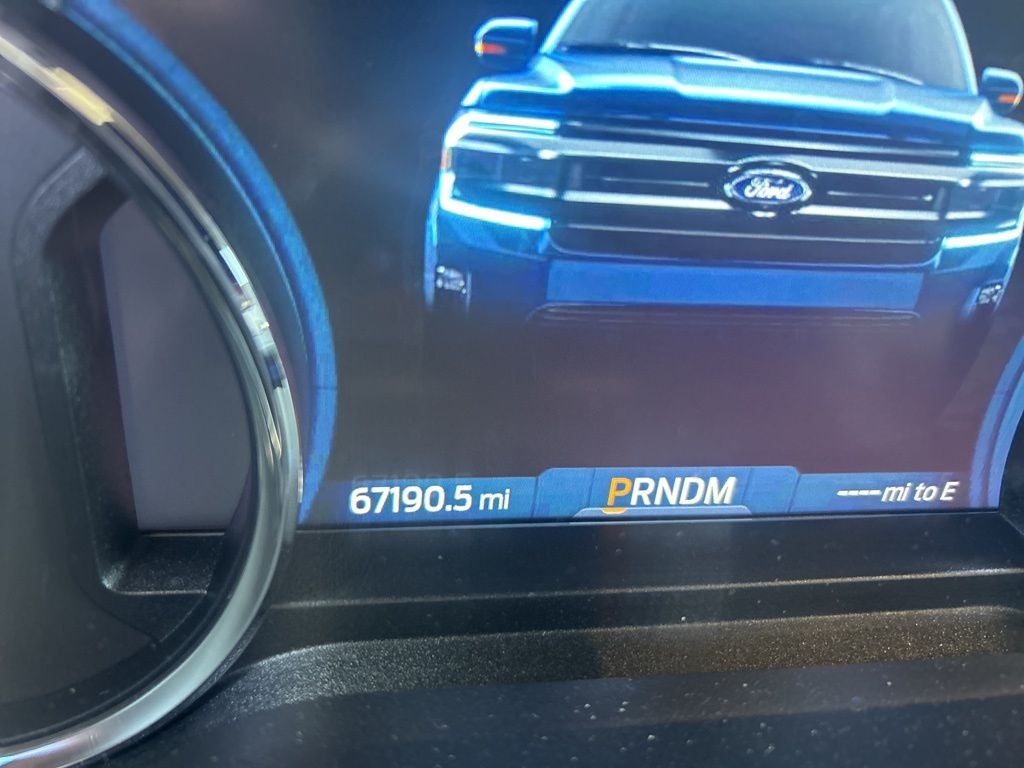 Ford
67190.5 mi
PRNDM
----mi to E